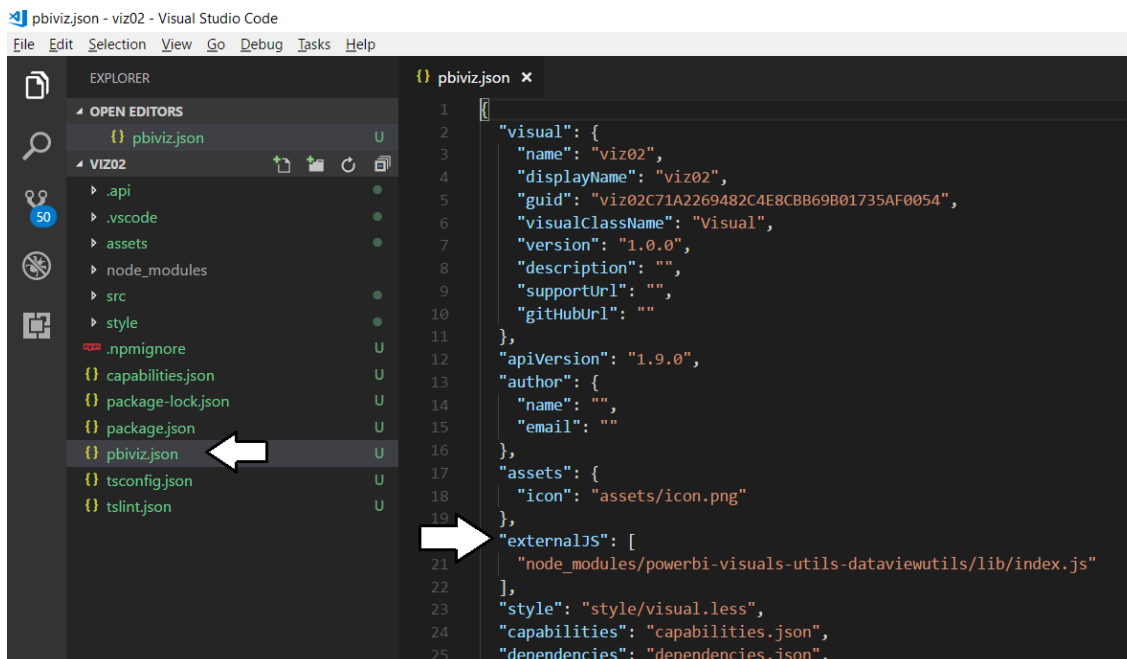 pbiviz.json - viz02 - Visual Studio Code
File Edit Selection View Go Debug Tasks Help
EXPLORER
OPEN EDITORS
{} pbiviz.json U
VIZ02
.api
.vscode
50
assets
node_modules
src
style
npm .npmignore U
{} capabilities.json U
{} package-lock.json U
{} package.json U
{} pbiviz.json U
{} tsconfig.json U
{} tslint.json U
{} pbiviz.json ×
1 {
2 "visual": {
3 "name": "viz02",
4 "displayName": "viz02",
5 "guid": "viz02C71A2269482C4E8CBB69B01735AF0054",
6 "visualClassName": "Visual",
7 "version": "1.0.0",
8 "description": "",
9 "supportUrl": "",
10 "gitHubUrl": ""
11 },
12 "apiVersion": "1.9.0",
13 "author": {
14 "name": "",
15 "email": ""
16 },
17 "assets": {
18 "icon": "assets/icon.png"
19 },
"externalJS": [
21 "node_modules/powerbi-visuals-utils-dataviewutils/lib/index.js"
22 ],
23 "style": "style/visual.less",
24 "capabilities": "capabilities.json",
25 "dependencies": "dependencies.json",